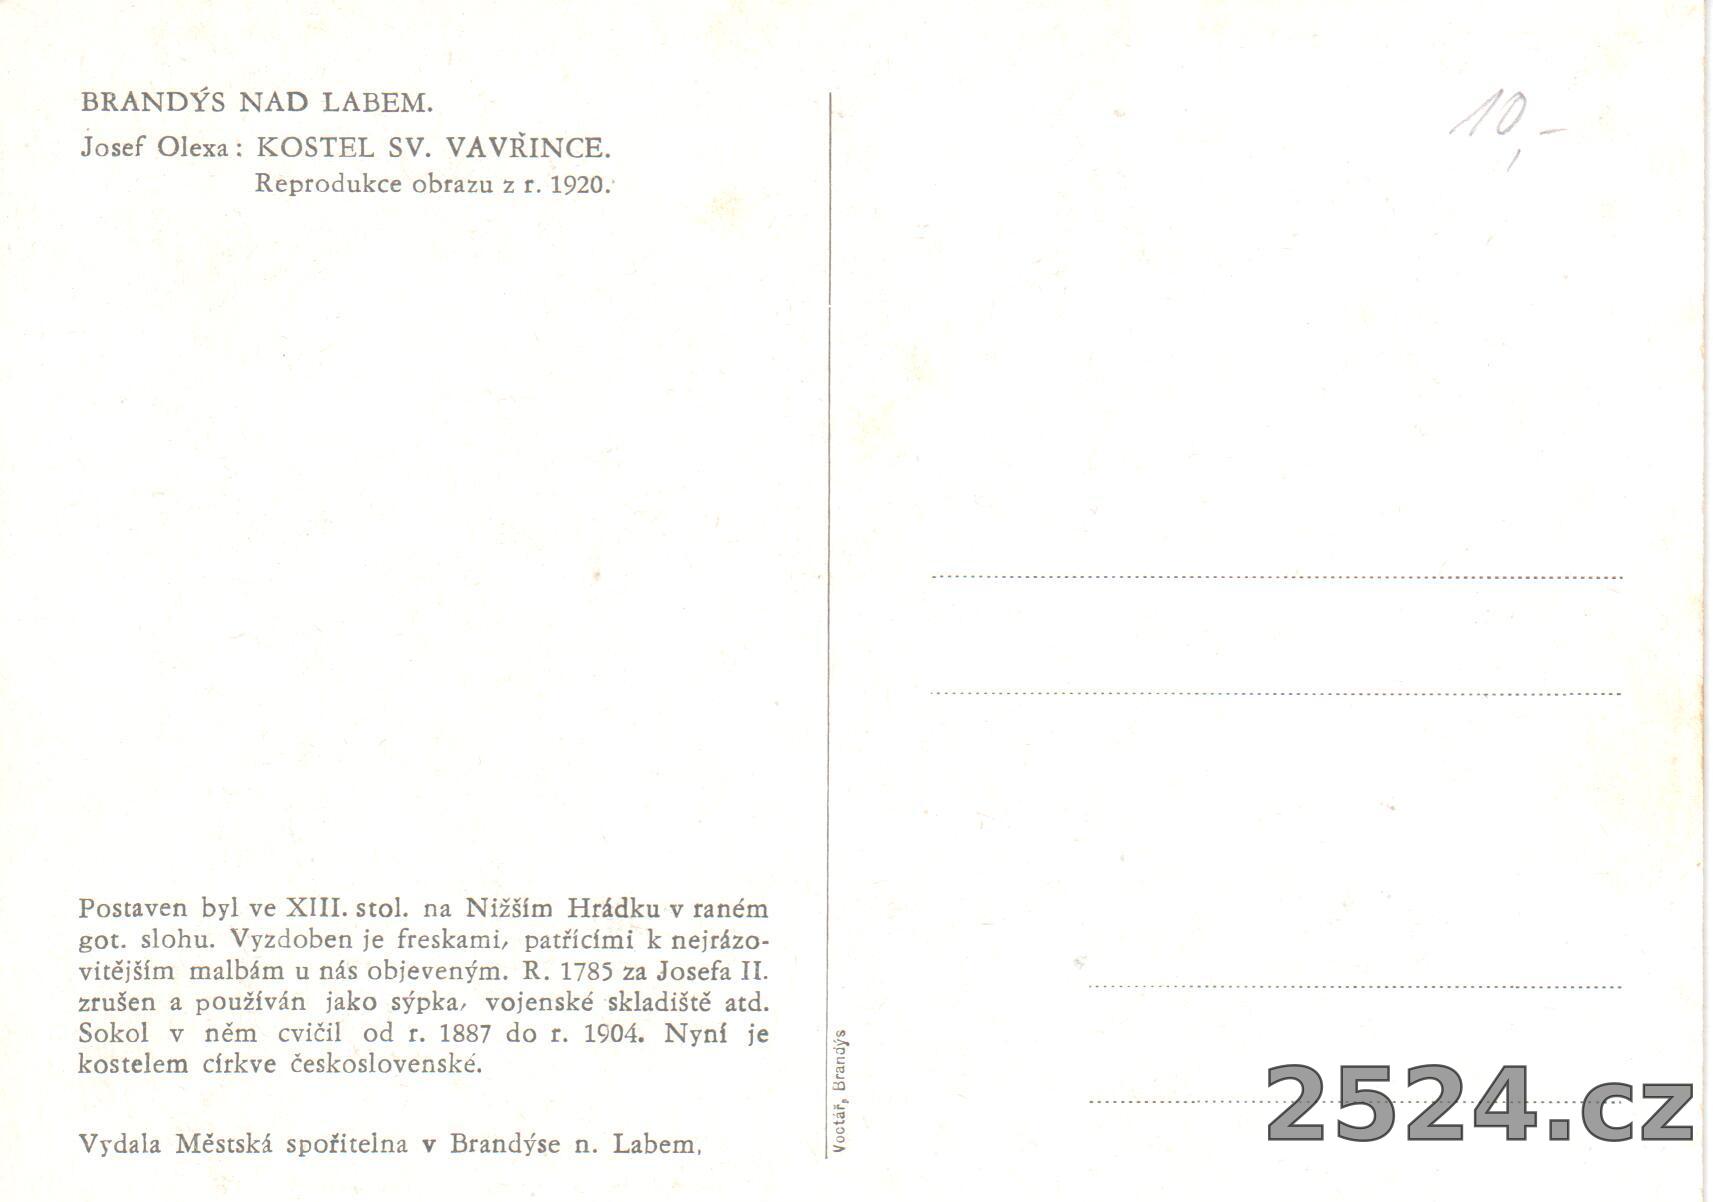 BRANDÝS NAD LABEM.
Josef Olexa: KOSTEL SV. VAVŘINCE.
Reprodukce obrazu z r. 1920.
Postaven byl ve XIII. stol. na Nižším Hrádku v raném
got. slohu. Vyzdoben je freskami, patřícími k nejrázo-
vitějším malbám u nás objeveným. R. 1785 za Josefa II.
zrušen a používán jako sýpka, vojenské skladiště atd.
Sokol v něm cvičil od r. 1887 do r. 1904. Nyní je
kostelem církve československé.
Vydala Městská spořitelna v Brandýse n. Labem,
Voctář, Brandýs
10,-
2524.cz